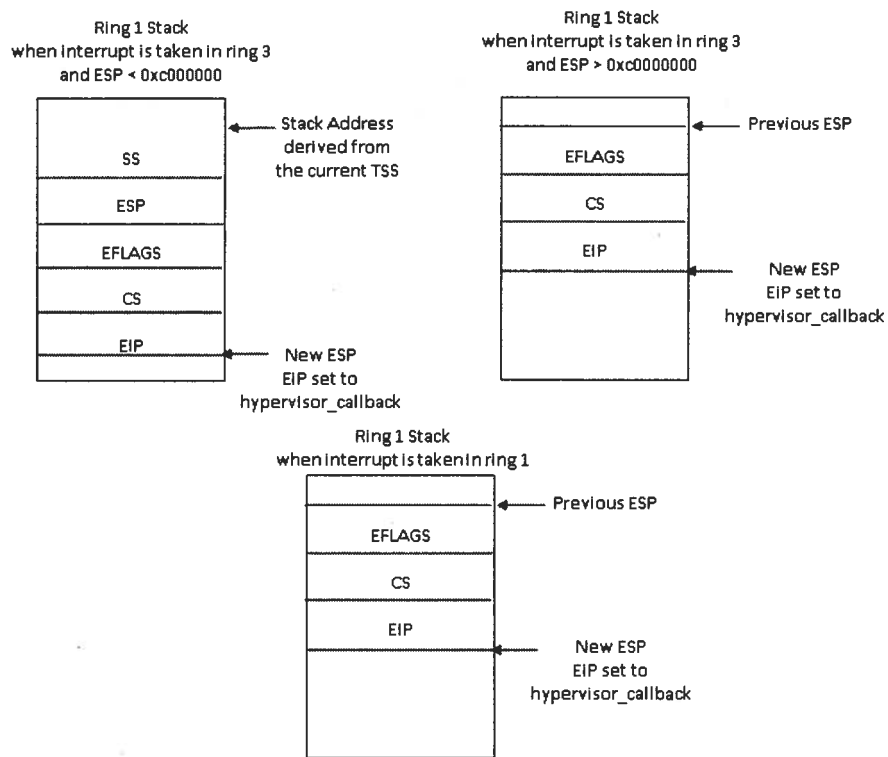 Ring 1 Stack
when interrupt is taken in ring 3
and ESP < 0xc000000
Stack Address
derived from
the current TSS
SS
ESP
EFLAGS
CS
EIP
New ESP
EIP set to
hypervisor_callback
Ring 1 Stack
when interrupt is taken in ring 3
and ESP > 0xc0000000
Previous ESP
EFLAGS
CS
EIP
New ESP
EIP set to
hypervisor_callback
Ring 1 Stack
when interrupt is taken in ring 1
Previous ESP
EFLAGS
CS
EIP
New ESP
EIP set to
hypervisor_callback